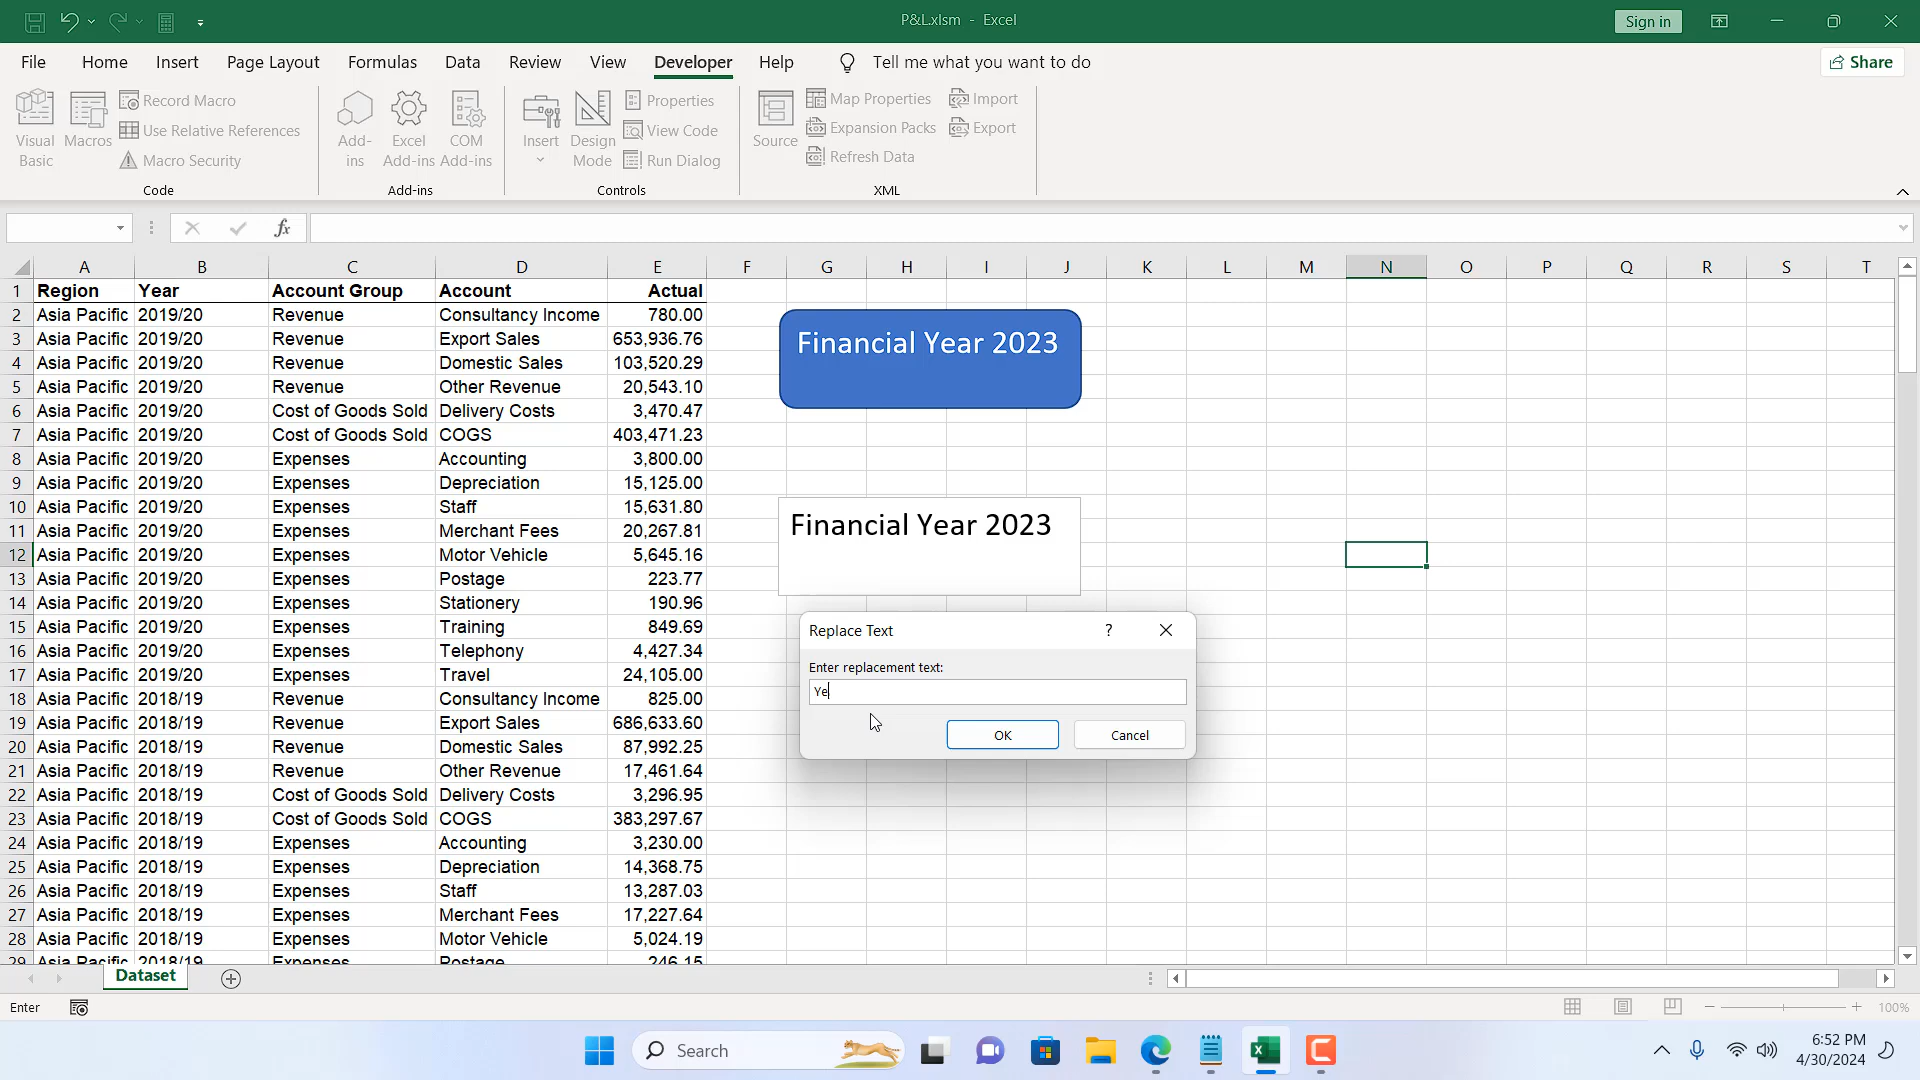 P&L.xlsm - Excel
Sign in
File Home Insert Page Layout Formulas Data Review View Developer Help Tell me what you want to do
Share
Visual Basic
Macros
Record Macro
Use Relative References
Macro Security
Code
Add-ins
Excel Add-ins
COM Add-ins
Add-ins
Insert
Design Mode
Properties
View Code
Run Dialog
Controls
Source
Map Properties
Expansion Packs
Refresh Data
Import
Export
XML
fx
A B C D E F G H I J K L M N O P Q R S T
1 Region Year Account Group Account Actual
2 Asia Pacific 2019/20 Revenue Consultancy Income 780.00
3 Asia Pacific 2019/20 Revenue Export Sales 653,936.76
4 Asia Pacific 2019/20 Revenue Domestic Sales 103,520.29
5 Asia Pacific 2019/20 Revenue Other Revenue 20,543.10
6 Asia Pacific 2019/20 Cost of Goods Sold Delivery Costs 3,470.47
7 Asia Pacific 2019/20 Cost of Goods Sold COGS 403,471.23
8 Asia Pacific 2019/20 Expenses Accounting 3,800.00
9 Asia Pacific 2019/20 Expenses Depreciation 15,125.00
10 Asia Pacific 2019/20 Expenses Staff 15,631.80
11 Asia Pacific 2019/20 Expenses Merchant Fees 20,267.81
12 Asia Pacific 2019/20 Expenses Motor Vehicle 5,645.16
13 Asia Pacific 2019/20 Expenses Postage 223.77
14 Asia Pacific 2019/20 Expenses Stationery 190.96
15 Asia Pacific 2019/20 Expenses Training 849.69
16 Asia Pacific 2019/20 Expenses Telephony 4,427.34
17 Asia Pacific 2019/20 Expenses Travel 24,105.00
18 Asia Pacific 2018/19 Revenue Consultancy Income 825.00
19 Asia Pacific 2018/19 Revenue Export Sales 686,633.60
20 Asia Pacific 2018/19 Revenue Domestic Sales 87,992.25
21 Asia Pacific 2018/19 Revenue Other Revenue 17,461.64
22 Asia Pacific 2018/19 Cost of Goods Sold Delivery Costs 3,296.95
23 Asia Pacific 2018/19 Cost of Goods Sold COGS 383,297.67
24 Asia Pacific 2018/19 Expenses Accounting 3,230.00
25 Asia Pacific 2018/19 Expenses Depreciation 14,368.75
26 Asia Pacific 2018/19 Expenses Staff 13,287.03
27 Asia Pacific 2018/19 Expenses Merchant Fees 17,227.64
28 Asia Pacific 2018/19 Expenses Motor Vehicle 5,024.19
29 Asia Pacific 2018/19 Expenses Postage 246.15
Financial Year 2023
Financial Year 2023
Replace Text
?
Enter replacement text:
Ye
OK
Cancel
Dataset
Enter
100%
Search
6:52 PM
4/30/2024